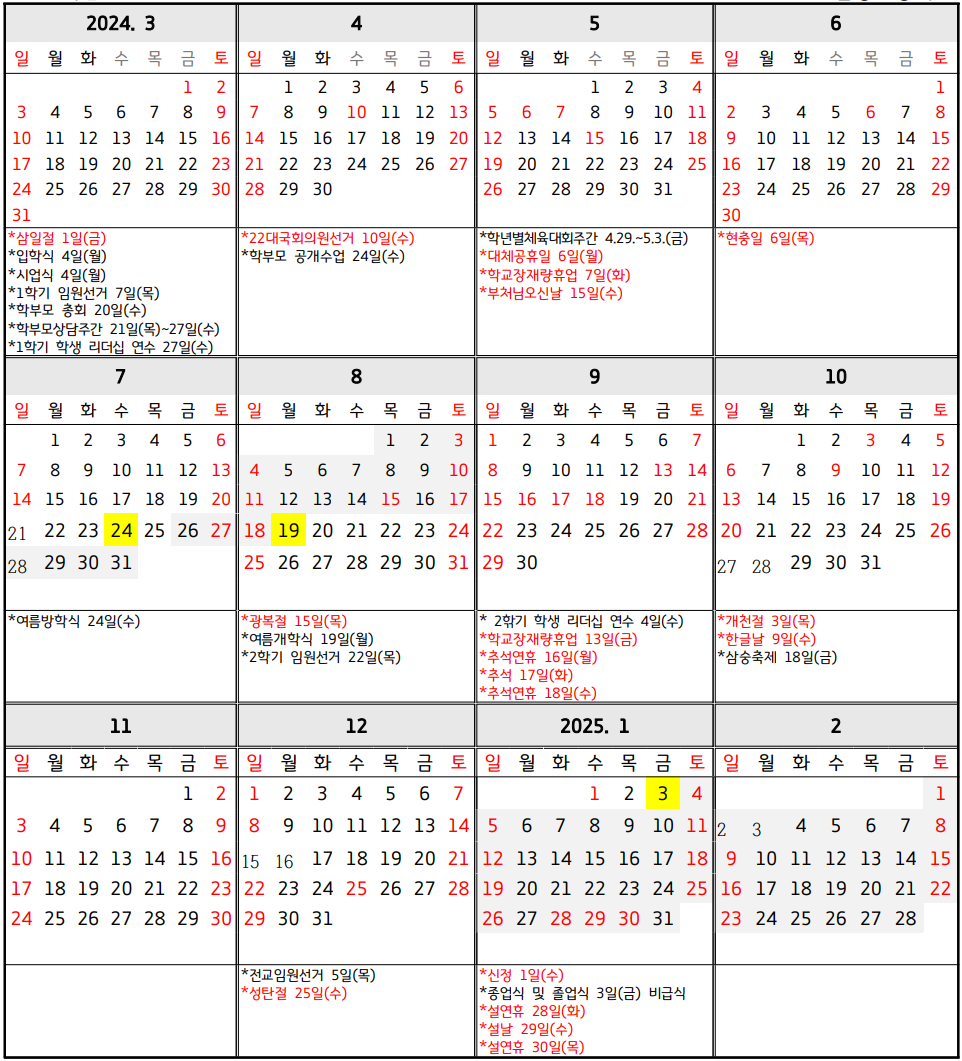 2024. 3
일 월 화 수 목 금 토
1 2
3 4 5 6 7 8 9
10 11 12 13 14 15 16
17 18 19 20 21 22 23
24 25 26 27 28 29 30
31
*삼일절 1일(금)
*입학식 4일(월)
*시업식 4일(월)
*1학기 임원선거 7일(목)
*학부모 총회 20일(수)
*학부모상담주간 21일(목)~27일(수)
*1학기 학생 리더십 연수 27일(수)
4
일 월 화 수 목 금 토
1 2 3 4 5 6
7 8 9 10 11 12 13
14 15 16 17 18 19 20
21 22 23 24 25 26 27
28 29 30
*22대국회의원선거 10일(수)
*학부모 공개수업 24일(수)
5
일 월 화 수 목 금 토
1 2 3 4
5 6 7 8 9 10 11
12 13 14 15 16 17 18
19 20 21 22 23 24 25
26 27 28 29 30 31
*학년별체육대회주간 4.29.~5.3.(금)
*대체공휴일 6일(월)
*학교장재량휴업 7일(화)
*부처님오신날 15일(수)
6
일 월 화 수 목 금 토
1
2 3 4 5 6 7 8
9 10 11 12 13 14 15
16 17 18 19 20 21 22
23 24 25 26 27 28 29
30
*현충일 6일(목)
7
일 월 화 수 목 금 토
1 2 3 4 5 6
7 8 9 10 11 12 13
14 15 16 17 18 19 20
21 22 23 24 25 26 27
28 29 30 31
*여름방학식 24일(수)
8
일 월 화 수 목 금 토
1 2 3
4 5 6 7 8 9 10
11 12 13 14 15 16 17
18 19 20 21 22 23 24
25 26 27 28 29 30 31
*광복절 15일(목)
*여름개학식 19일(월)
*2학기 임원선거 22일(목)
9
일 월 화 수 목 금 토
1 2 3 4 5 6 7
8 9 10 11 12 13 14
15 16 17 18 19 20 21
22 23 24 25 26 27 28
29 30
* 2학기 학생 리더십 연수 4일(수)
*학교장재량휴업 13일(금)
*추석연휴 16일(월)
*추석 17일(화)
*추석연휴 18일(수)
10
일 월 화 수 목 금 토
1 2 3 4 5
6 7 8 9 10 11 12
13 14 15 16 17 18 19
20 21 22 23 24 25 26
27 28 29 30 31
*개천절 3일(목)
*한글날 9일(수)
*삼숭축제 18일(금)
11
일 월 화 수 목 금 토
1 2
3 4 5 6 7 8 9
10 11 12 13 14 15 16
17 18 19 20 21 22 23
24 25 26 27 28 29 30
12
일 월 화 수 목 금 토
1 2 3 4 5 6 7
8 9 10 11 12 13 14
15 16 17 18 19 20 21
22 23 24 25 26 27 28
29 30 31
*전교임원선거 5일(목)
*성탄절 25일(수)
2025. 1
일 월 화 수 목 금 토
1 2 3 4
5 6 7 8 9 10 11
12 13 14 15 16 17 18
19 20 21 22 23 24 25
26 27 28 29 30 31
*신정 1일(수)
*종업식 및 졸업식 3일(금) 비급식
*설연휴 28일(화)
*설날 29일(수)
*설연휴 30일(목)
2
일 월 화 수 목 금 토
1
2 3 4 5 6 7 8
9 10 11 12 13 14 15
16 17 18 19 20 21 22
23 24 25 26 27 28